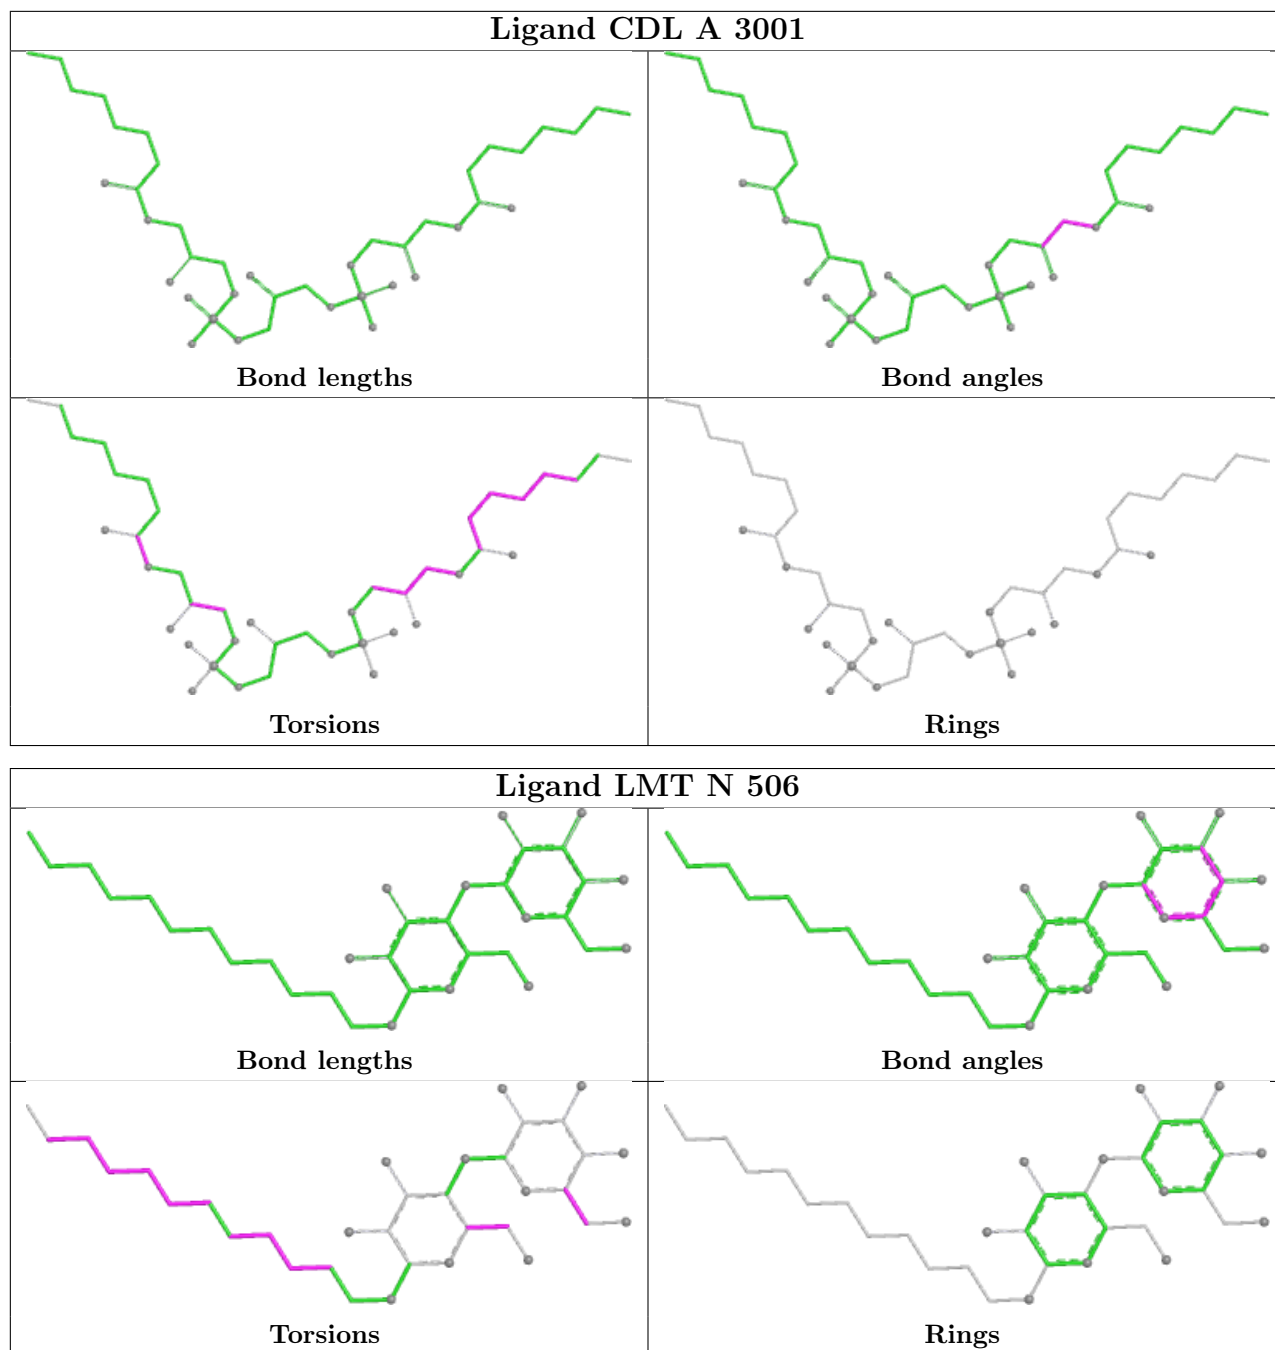 Ligand CDL A 3001
Bond lengths
Bond angles
Torsions
Rings
Ligand LMT N 506
Bond lengths
Bond angles
Torsions
Rings